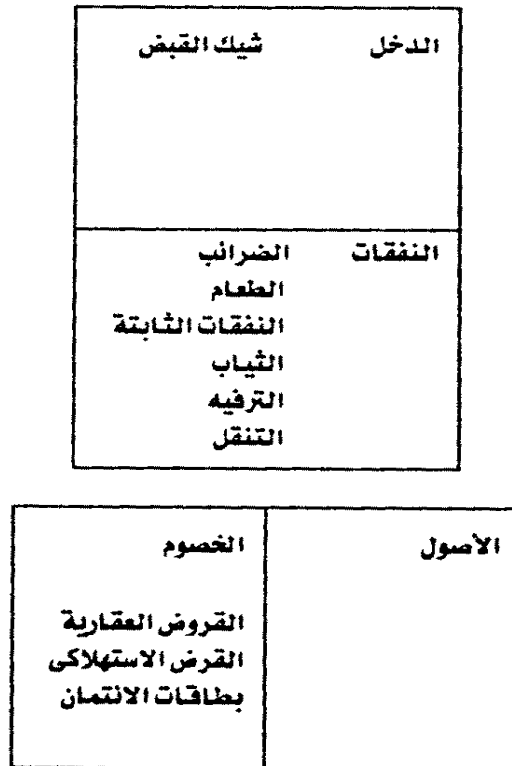 الدخل شيك القبض
النفقات الضرائب
الطعام
النفقات الثابتة
الثياب
الترفيه
التنقل
الأصول الخصوم
القروض العقارية
القرض الاستهلاكى
بطاقات الائتمان